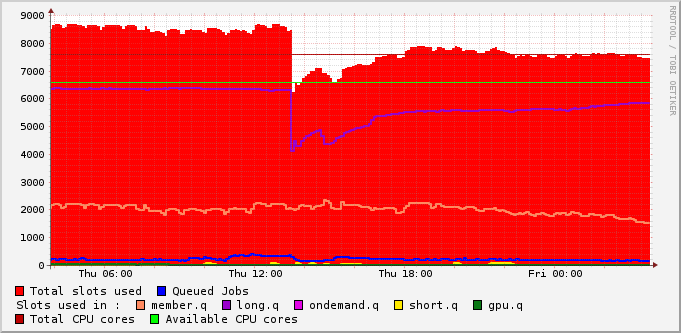 9000
8000
7000
6000
5000
4000
3000
2000
1000
0
Thu 06:00 Thu 12:00 Thu 18:00 Fri 00:00
RRDTOOL / TOBI OETIKER
Total slots used Queued Jobs
Slots used in : member.q long.q ondemand.q short.q gpu.q
Total CPU cores Available CPU cores